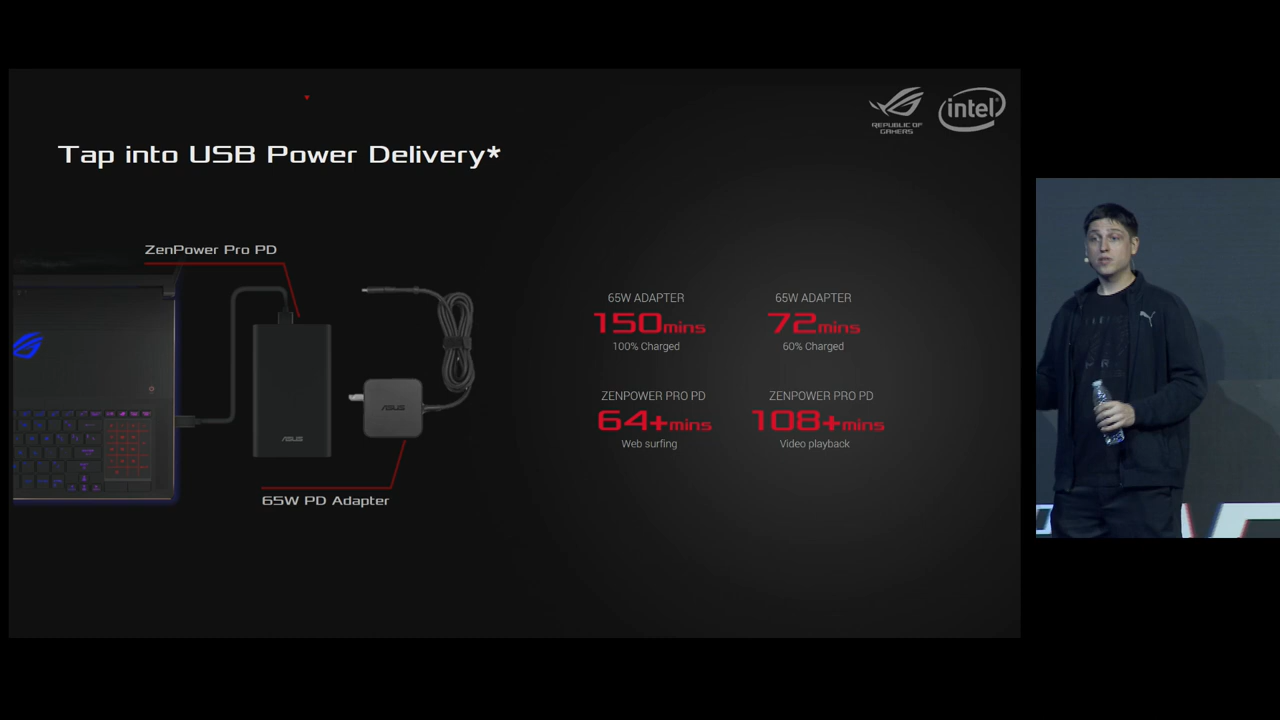 REPUBLIC OF
GAMERS
intel
Tap into USB Power Delivery*
ZenPower Pro PD
ASUS
ASUS
65W PD Adapter
65W ADAPTER
150mins
100% Charged
65W ADAPTER
72mins
60% Charged
ZENPOWER PRO PD
64+mins
Web surfing
ZENPOWER PRO PD
108+mins
Video playback